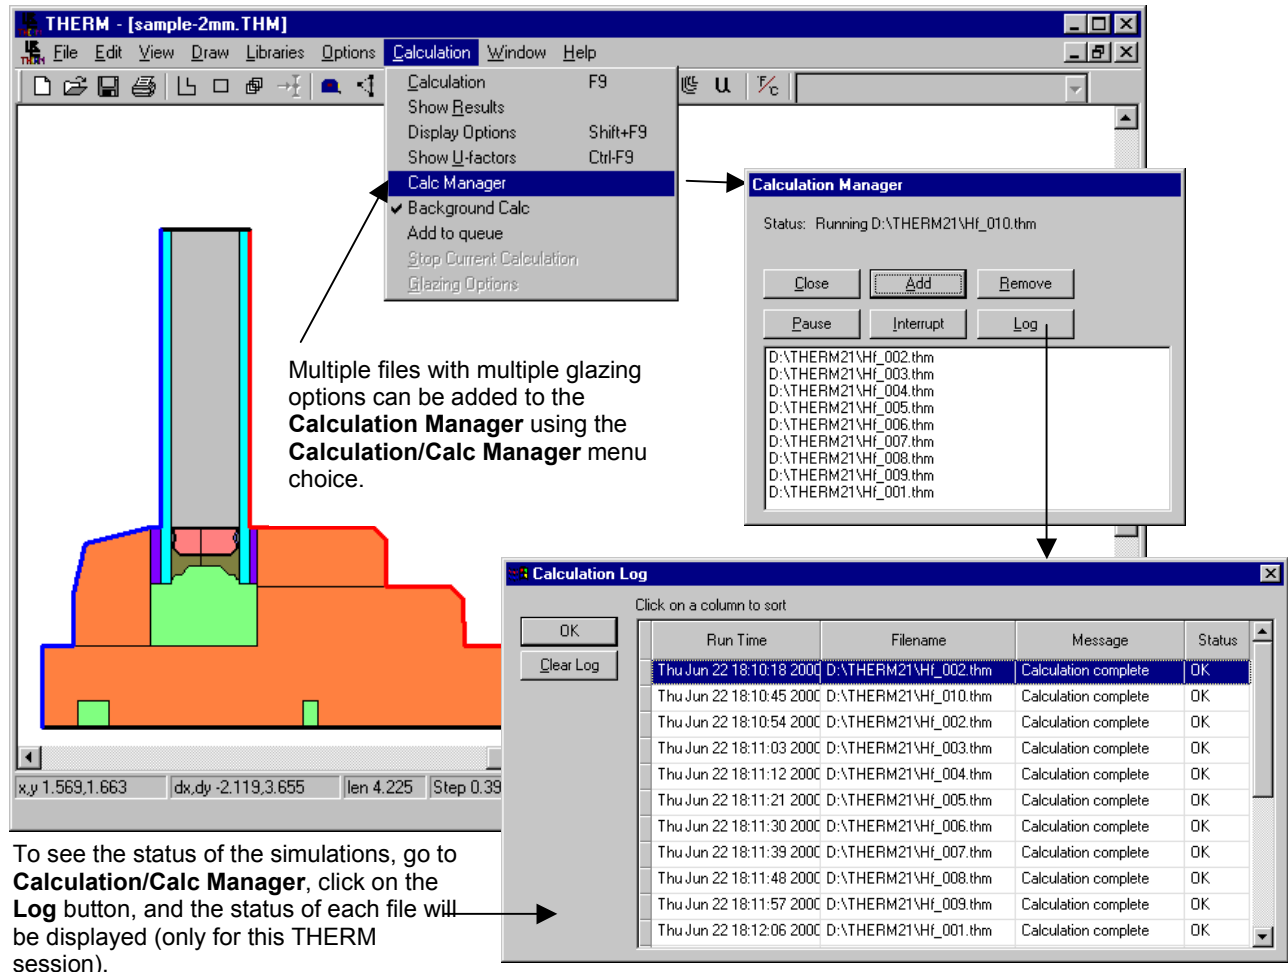 THERM - [sample-2mm.THM]
File Edit View Draw Libraries Options Calculation Window Help
Calculation F9
Show Results
Display Options Shift+F9
Show U-factors Ctrl-F9
Calc Manager
Background Calc
Add to queue
Stop Current Calculation
Glazing Options
U °F/C
Multiple files with multiple glazing
options can be added to the
Calculation Manager using the
Calculation/Calc Manager menu
choice.
Calculation Manager
Status: Running D:\THERM21\Hf_010.thm
Close Add Remove
Pause Interrupt Log
D:\THERM21\Hf_002.thm
D:\THERM21\Hf_003.thm
D:\THERM21\Hf_004.thm
D:\THERM21\Hf_005.thm
D:\THERM21\Hf_006.thm
D:\THERM21\Hf_007.thm
D:\THERM21\Hf_008.thm
D:\THERM21\Hf_009.thm
D:\THERM21\Hf_001.thm
x,y 1.569,1.663 dx,dy -2.119,3.655 len 4.225 Step 0.39
Calculation Log
Click on a column to sort
OK
Clear Log
Run Time Filename Message Status
Thu Jun 22 18:10:18 2000 D:\THERM21\Hf_002.thm Calculation complete OK
Thu Jun 22 18:10:45 2000 D:\THERM21\Hf_010.thm Calculation complete OK
Thu Jun 22 18:10:54 2000 D:\THERM21\Hf_002.thm Calculation complete OK
Thu Jun 22 18:11:03 2000 D:\THERM21\Hf_003.thm Calculation complete OK
Thu Jun 22 18:11:12 2000 D:\THERM21\Hf_004.thm Calculation complete OK
Thu Jun 22 18:11:21 2000 D:\THERM21\Hf_005.thm Calculation complete OK
Thu Jun 22 18:11:30 2000 D:\THERM21\Hf_006.thm Calculation complete OK
Thu Jun 22 18:11:39 2000 D:\THERM21\Hf_007.thm Calculation complete OK
Thu Jun 22 18:11:48 2000 D:\THERM21\Hf_008.thm Calculation complete OK
Thu Jun 22 18:11:57 2000 D:\THERM21\Hf_009.thm Calculation complete OK
Thu Jun 22 18:12:06 2000 D:\THERM21\Hf_001.thm Calculation complete OK
To see the status of the simulations, go to
Calculation/Calc Manager, click on the
Log button, and the status of each file will
be displayed (only for this THERM
session).